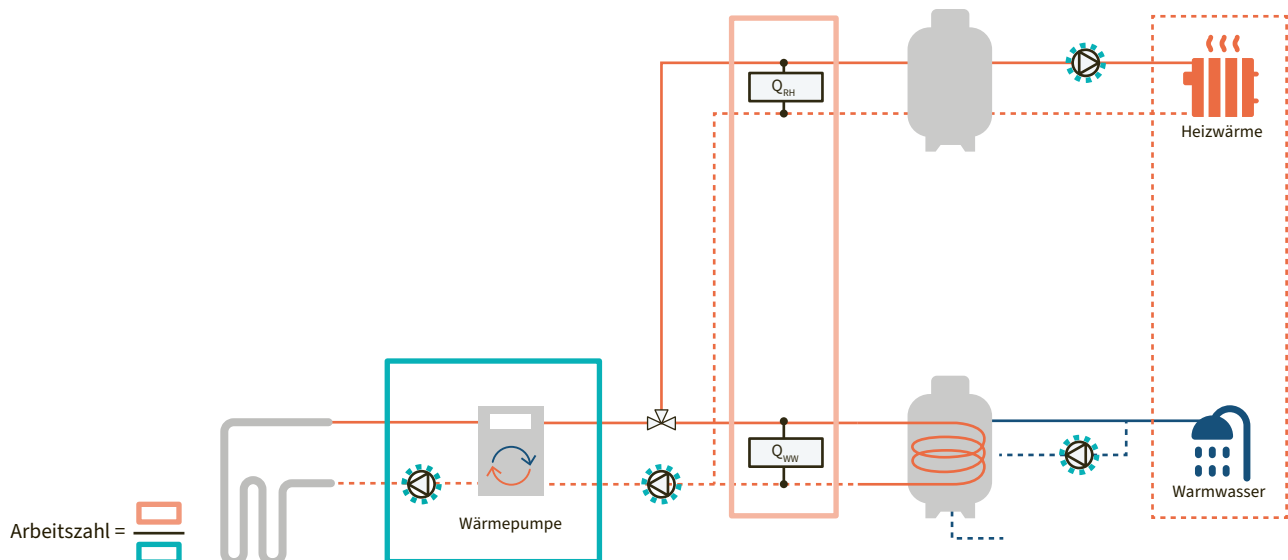 Q_RH
Heizwärme
Q_WW
Warmwasser
Wärmepumpe
Arbeitszahl =